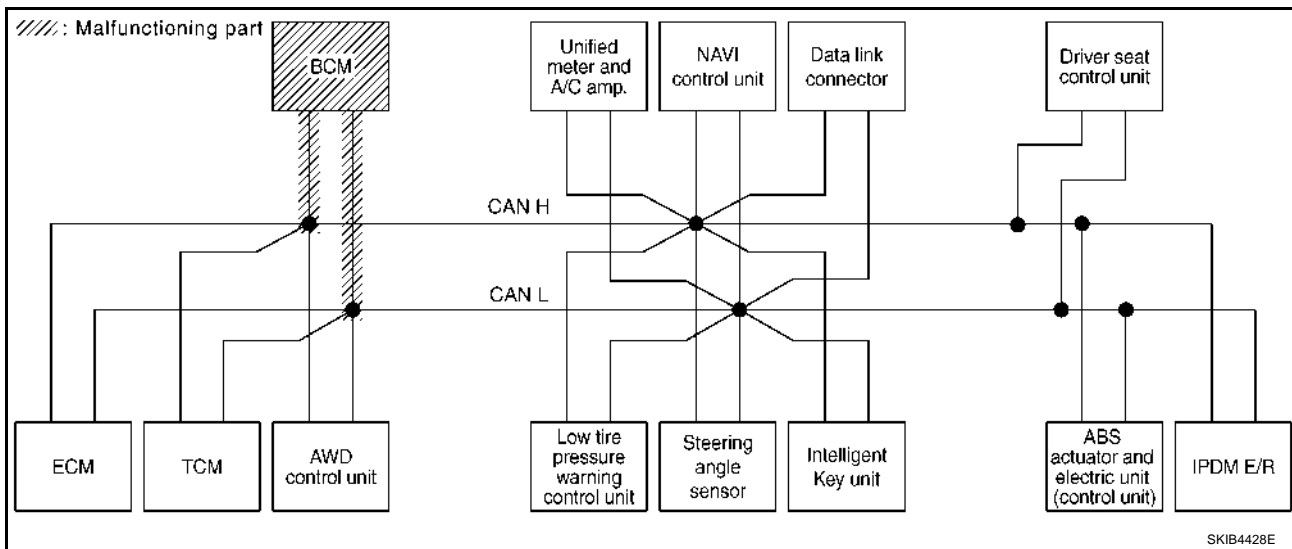 : Malfunctioning part
BCM
Unified
meter and
A/C amp.
NAVI
control unit
Data link
connector
Driver seat
control unit
CAN H
CAN L
ECM
TCM
AWD
control unit
Low tire
pressure
warning
control unit
Steering
angle
sensor
Intelligent
Key unit
ABS
actuator and
electric unit
(control unit)
IPDM E/R
SKIB4428E